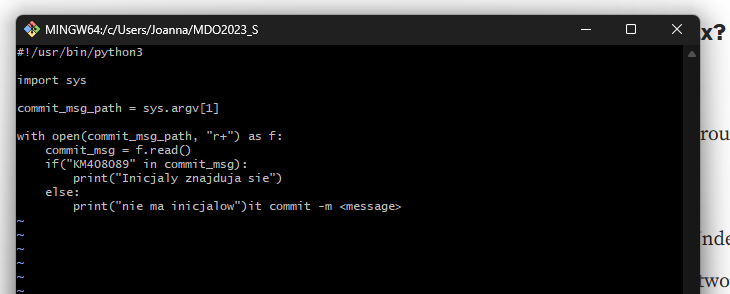 MINGW64:/c/Users/Joanna/MDO2023_S
x?
#!/usr/bin/python3
import sys
commit_msg_path = sys.argv[1]
with open(commit_msg_path, "r+") as f:
    commit_msg = f.read()
    if("KM408089" in commit_msg):
        print("Inicjaly znajduja sie")
    else:
        print("nie ma inicjalow")it commit -m <message>
~
~
~
~
~
~
rou
nde
two